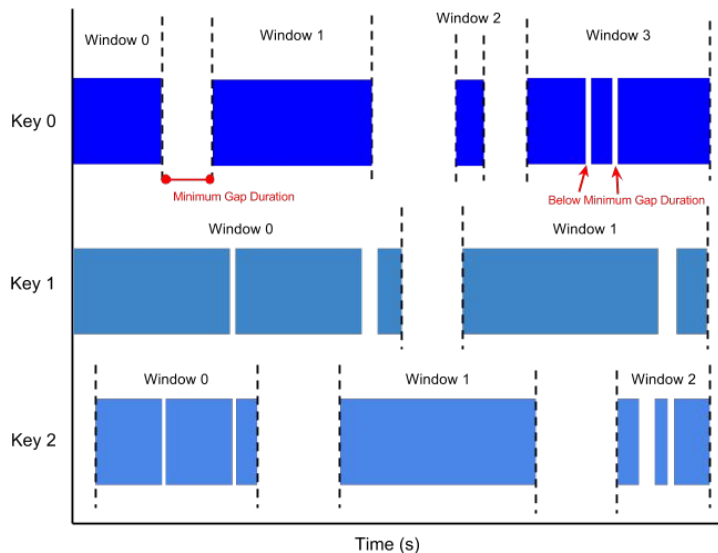 Window 0
Window 1
Window 2
Window 3
Key 0
Minimum Gap Duration
Below Minimum Gap Duration
Window 0
Window 1
Key 1
Window 0
Window 1
Window 2
Key 2
Time (s)